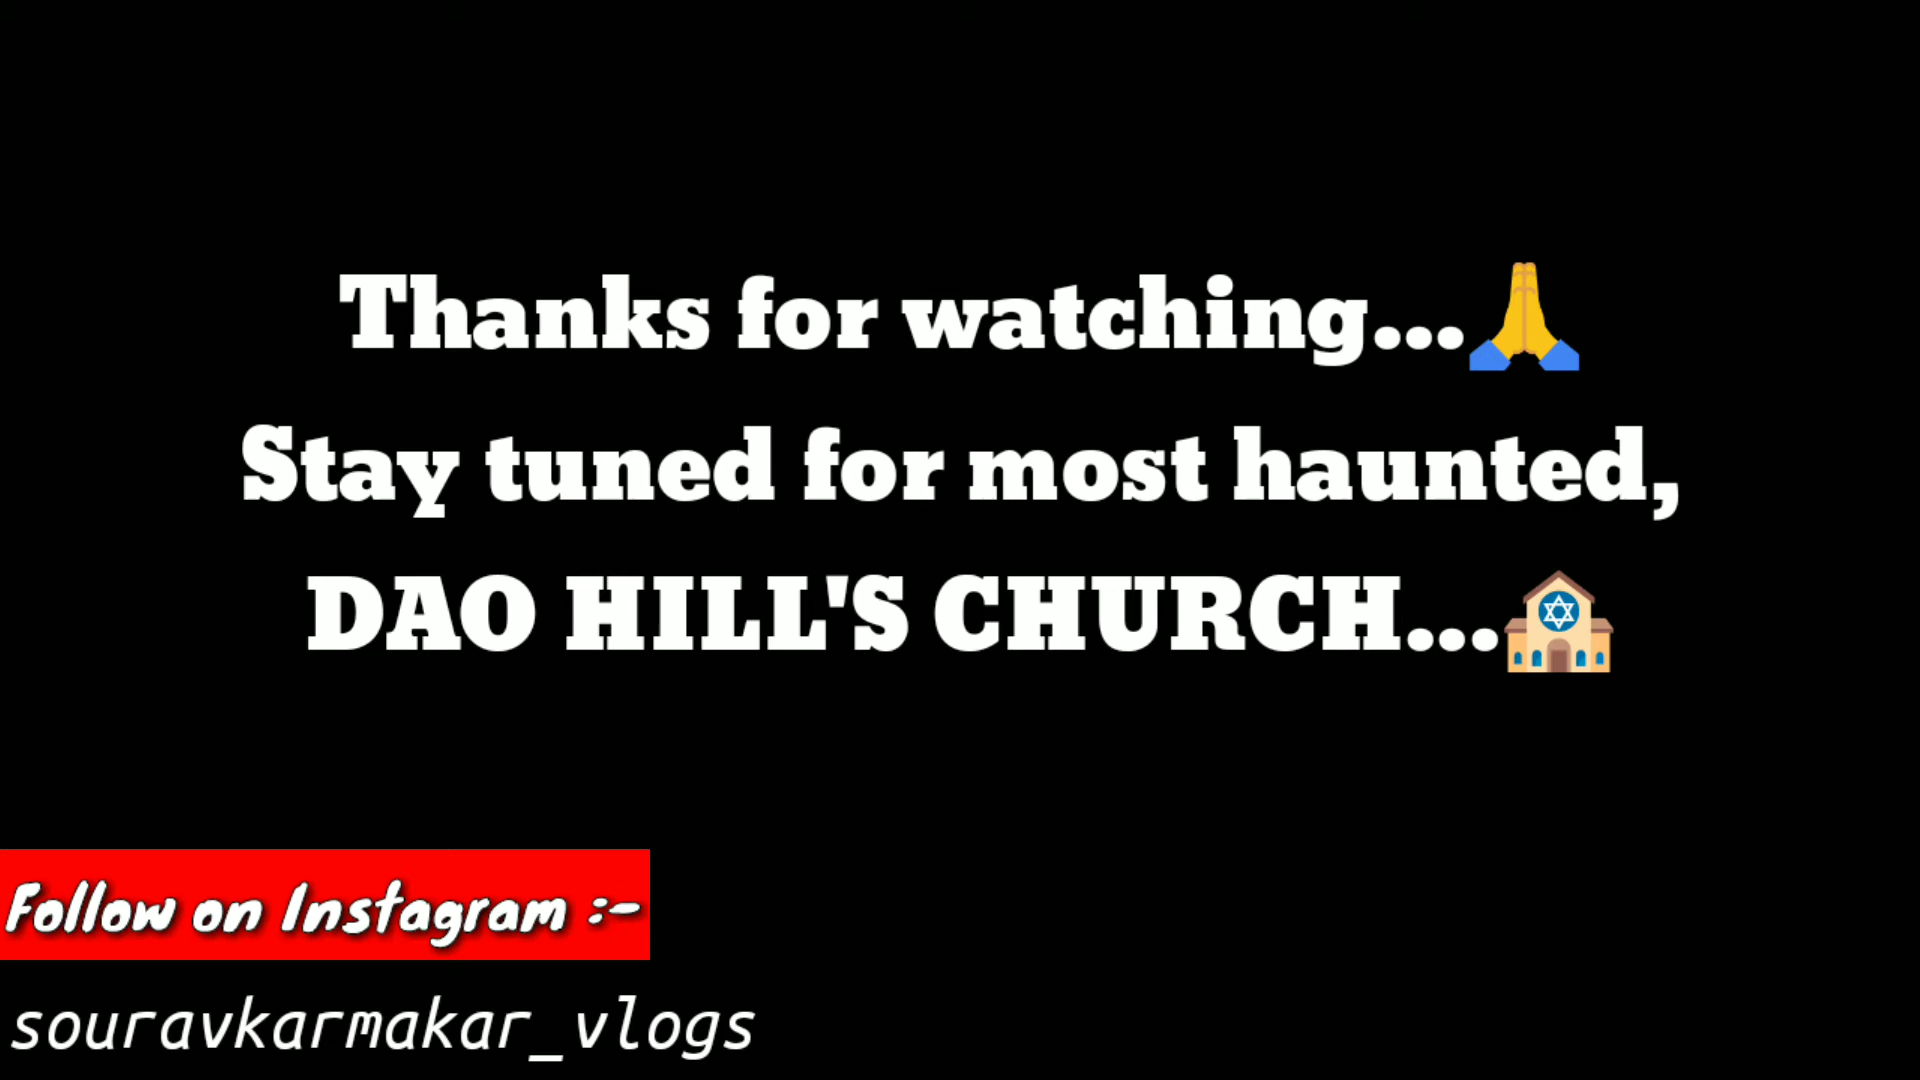 Thanks for watching...🙏
Stay tuned for most haunted,
DAO HILL'S CHURCH...🕍
Follow on Instagram :-
souravkarmakar_vlogs